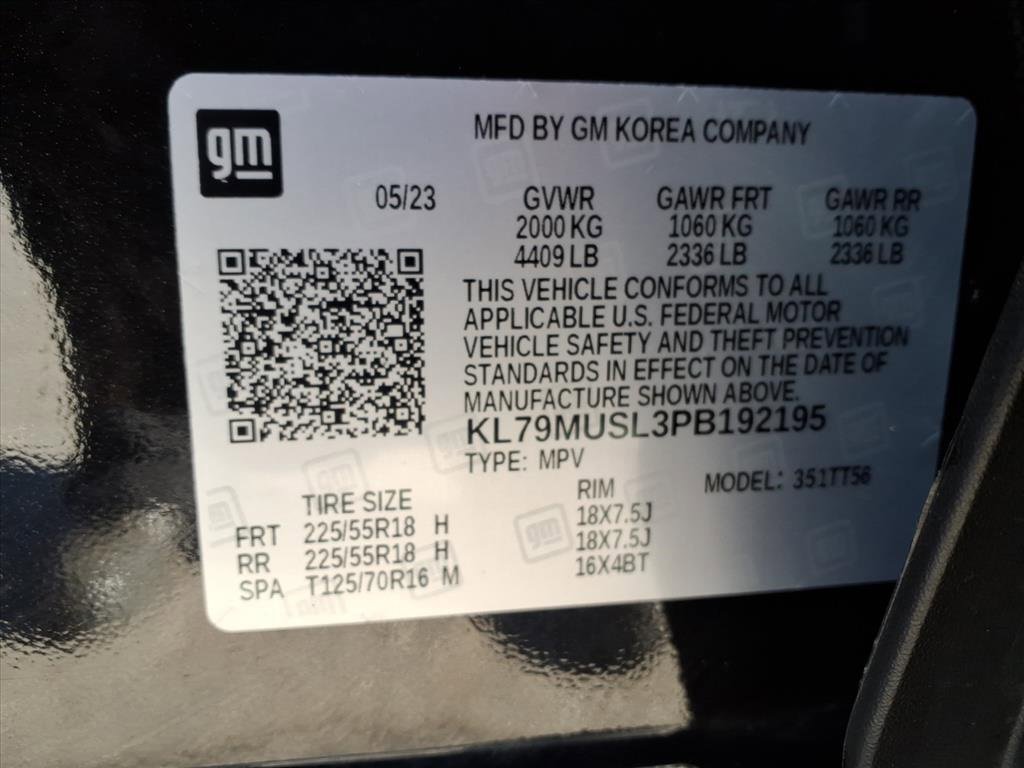 gm
MFD BY GM KOREA COMPANY
05/23 GVWR GAWR FRT GAWR RR
2000 KG 1060 KG 1060 KG
4409 LB 2336 LB 2336 LB
THIS VEHICLE CONFORMS TO ALL
APPLICABLE U.S. FEDERAL MOTOR
VEHICLE SAFETY AND THEFT PREVENTION
STANDARDS IN EFFECT ON THE DATE OF
MANUFACTURE SHOWN ABOVE.
KL79MUSL3PB192195
TYPE: MPV MODEL: 351TT56
TIRE SIZE RIM
FRT 225/55R18 H 18X7.5J
RR 225/55R18 H 18X7.5J
SPA T125/70R16 M 16X4BT